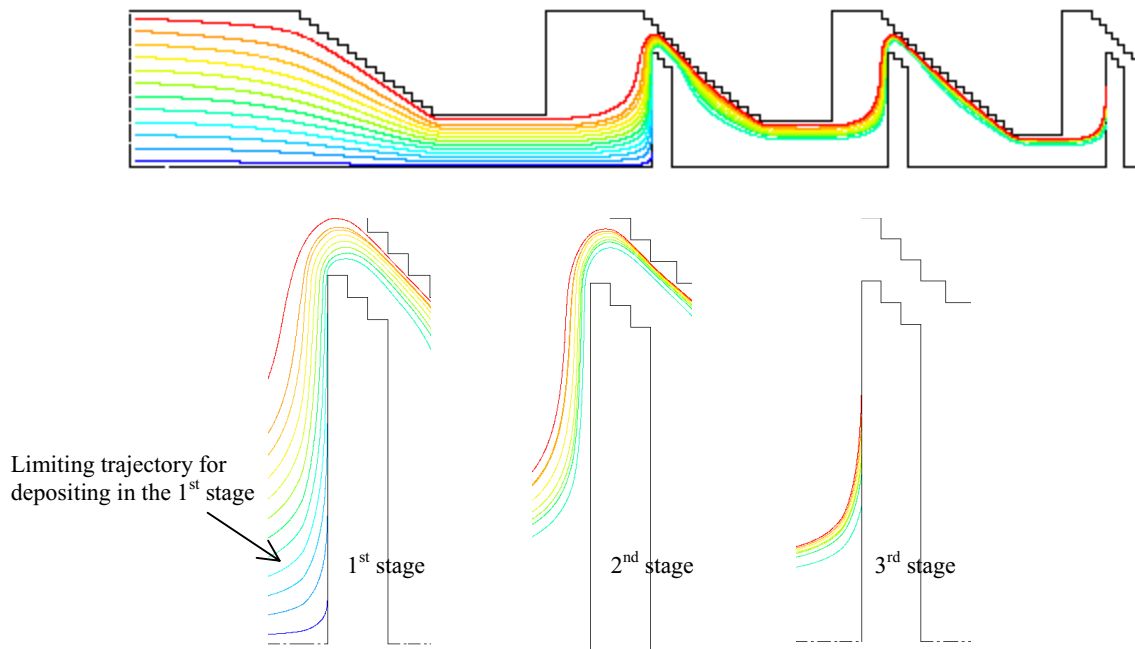 Limiting trajectory for
depositing in the 1st stage
1st stage
2nd stage
3rd stage